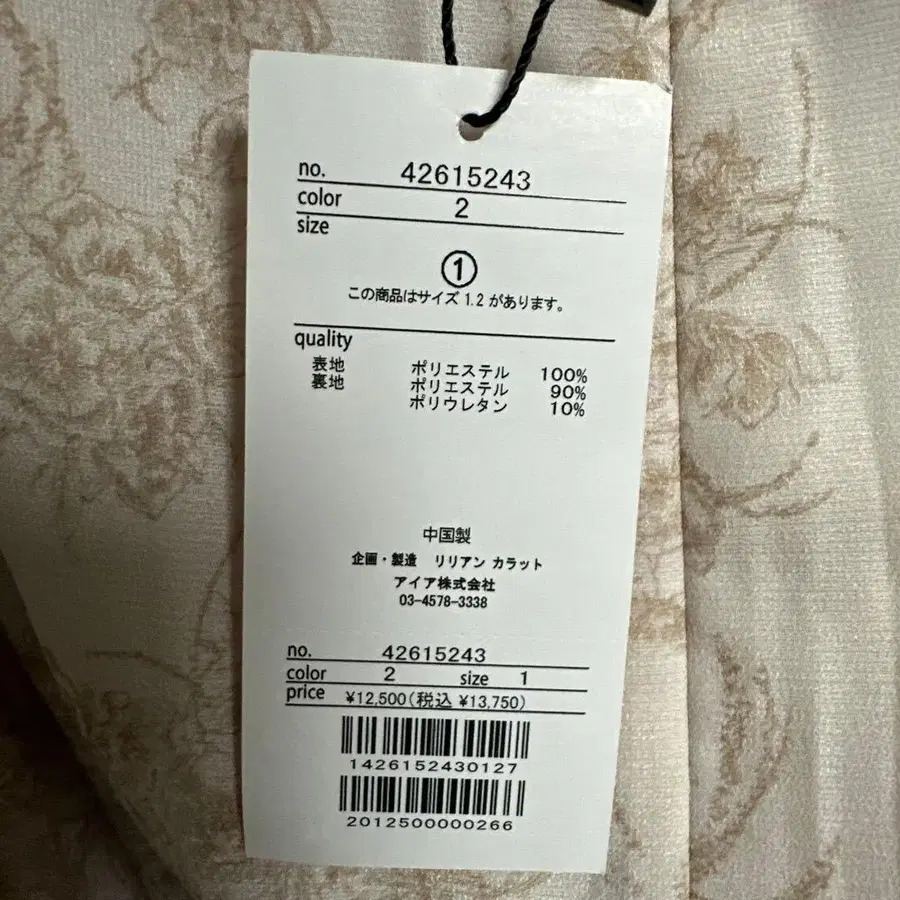 no. 42615243
color 2
size
①
この商品はサイズ 1.2 があります。
quality
表地 ポリエステル 100%
裏地 ポリエステル 90%
ポリウレタン 10%
中国製
企画・製造 リリアン カラット
アイア株式会社
03-4578-3338
no. 42615243
color 2 size 1
price ¥12,500(税込 ¥13,750)
1426152430127
2012500000266